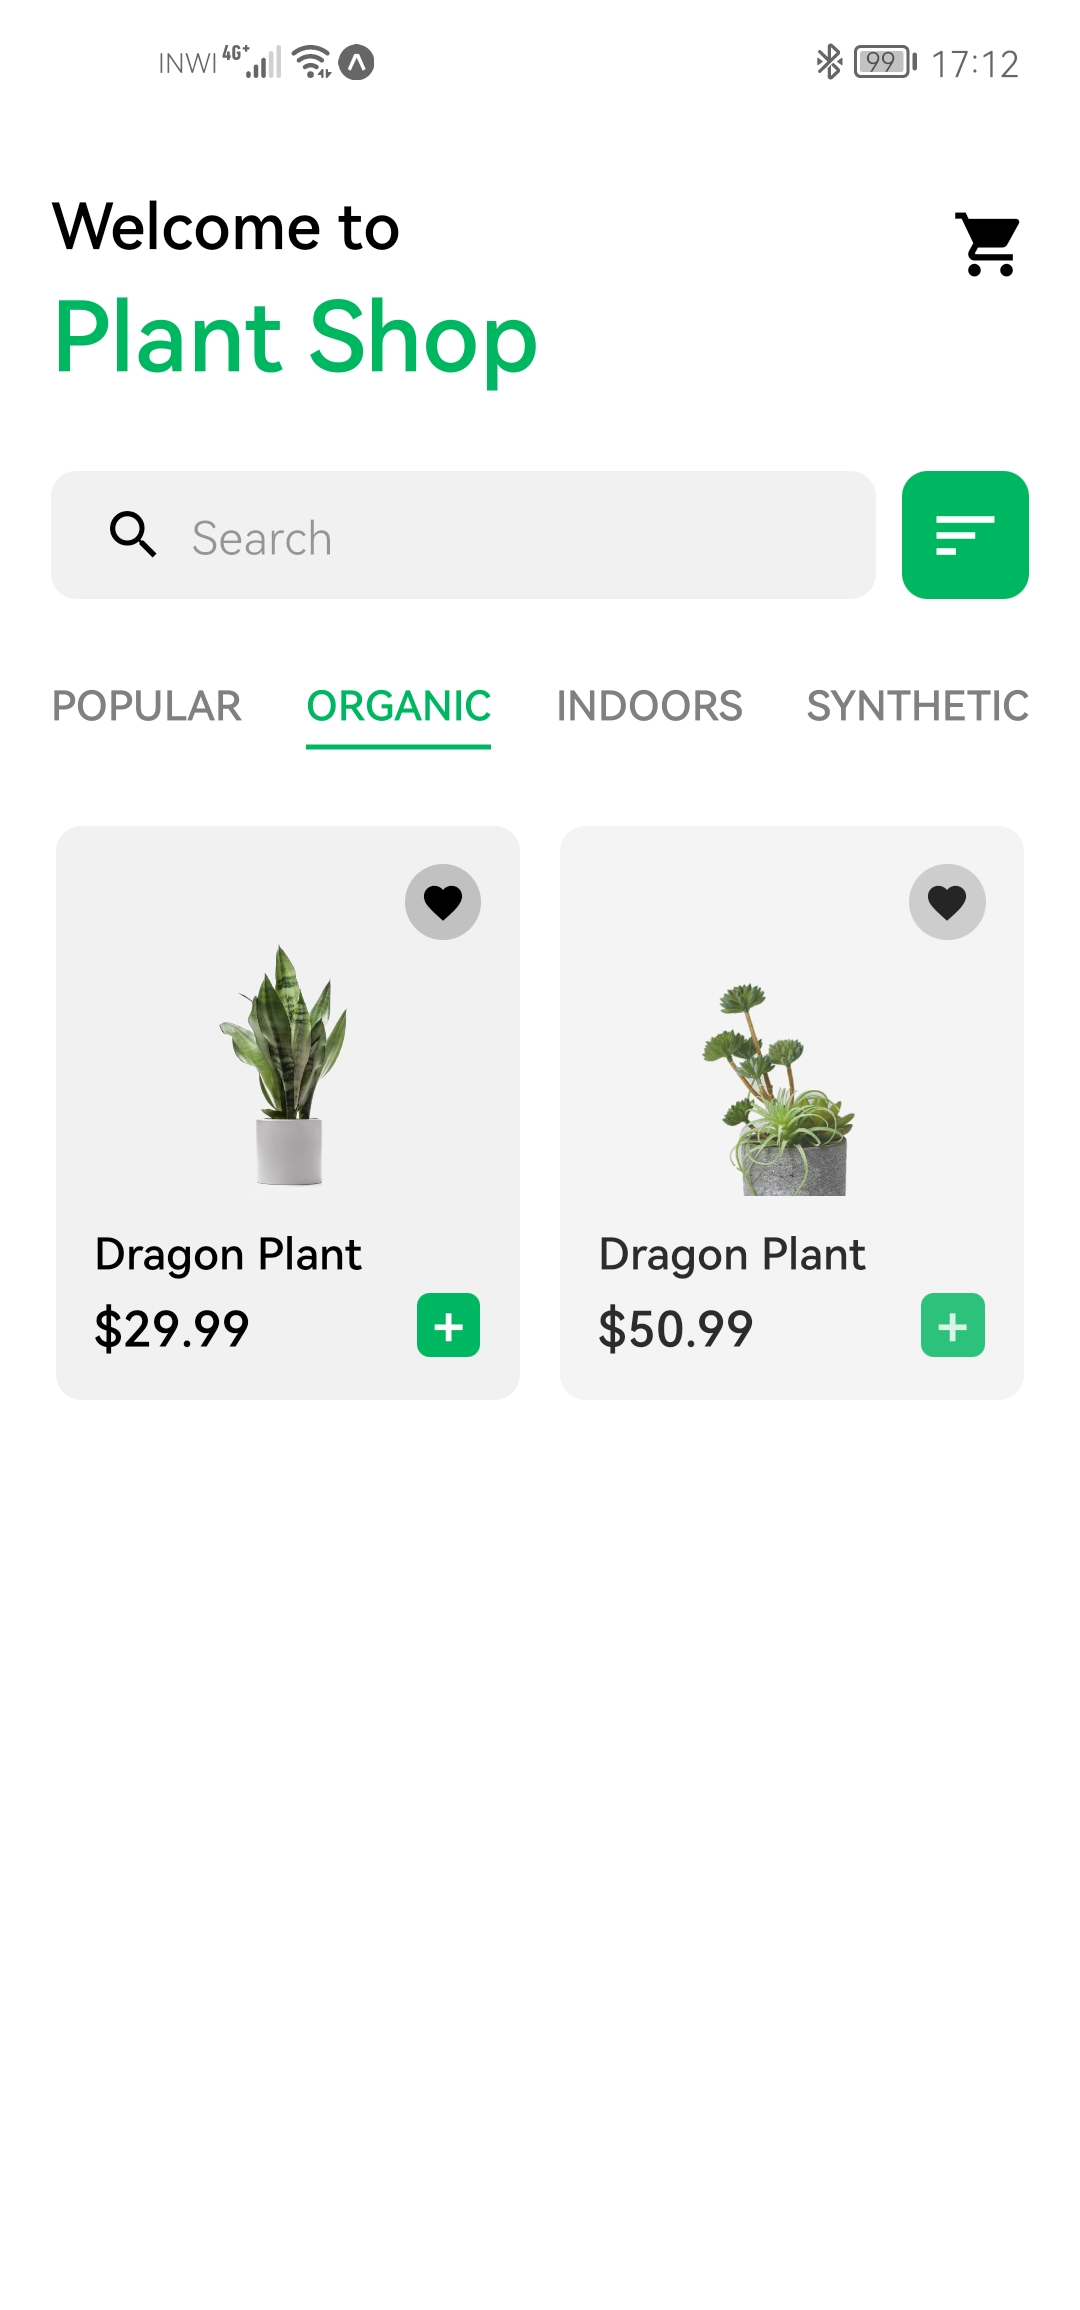 INWI 4G+ 99 17:12
Welcome to
Plant Shop
Search
POPULAR ORGANIC INDOORS SYNTHETIC
Dragon Plant
$29.99 +
Dragon Plant
$50.99 +